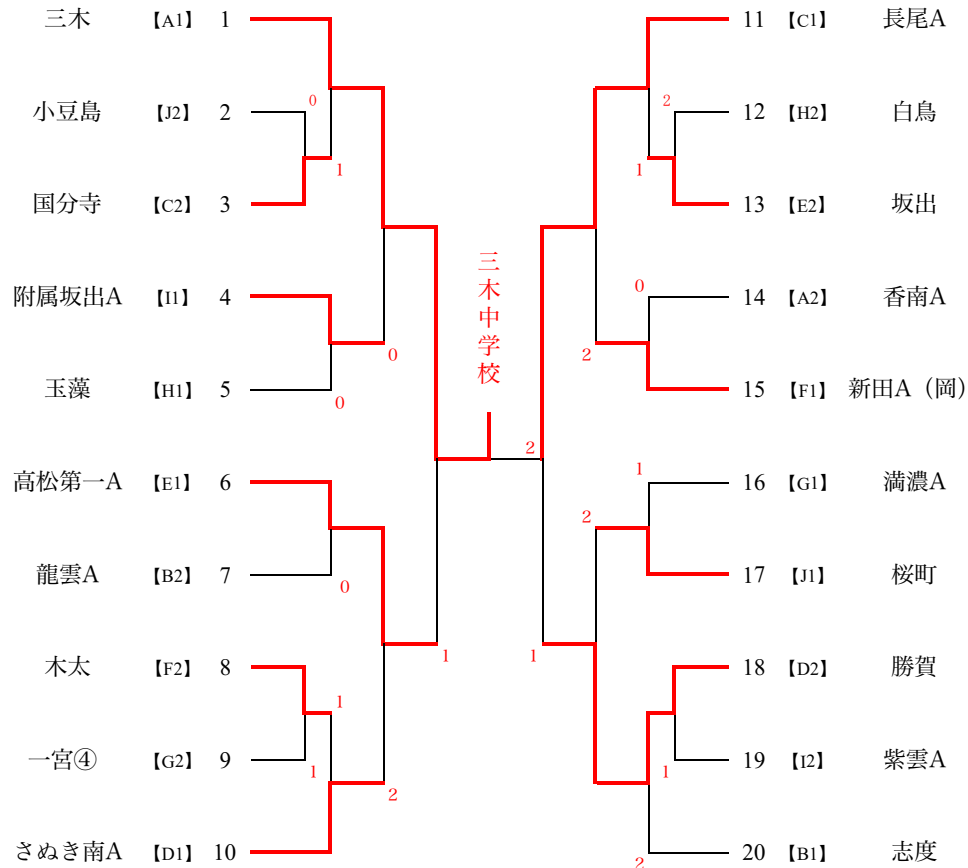 三木 【A1】 1
小豆島 【J2】 2
国分寺 【C2】 3
附属坂出A 【I1】 4
玉藻 【H1】 5
高松第一A 【E1】 6
龍雲A 【B2】 7
木太 【F2】 8
一宮④ 【G2】 9
さぬき南A 【D1】 10
0
1
0
0
0
1
1
1
2
三木中学校
2
1
2
1
0
2
1
2
1
2
11 【C1】 長尾A
12 【H2】 白鳥
13 【E2】 坂出
14 【A2】 香南A
15 【F1】 新田A（岡）
16 【G1】 満濃A
17 【J1】 桜町
18 【D2】 勝賀
19 【I2】 紫雲A
20 【B1】 志度